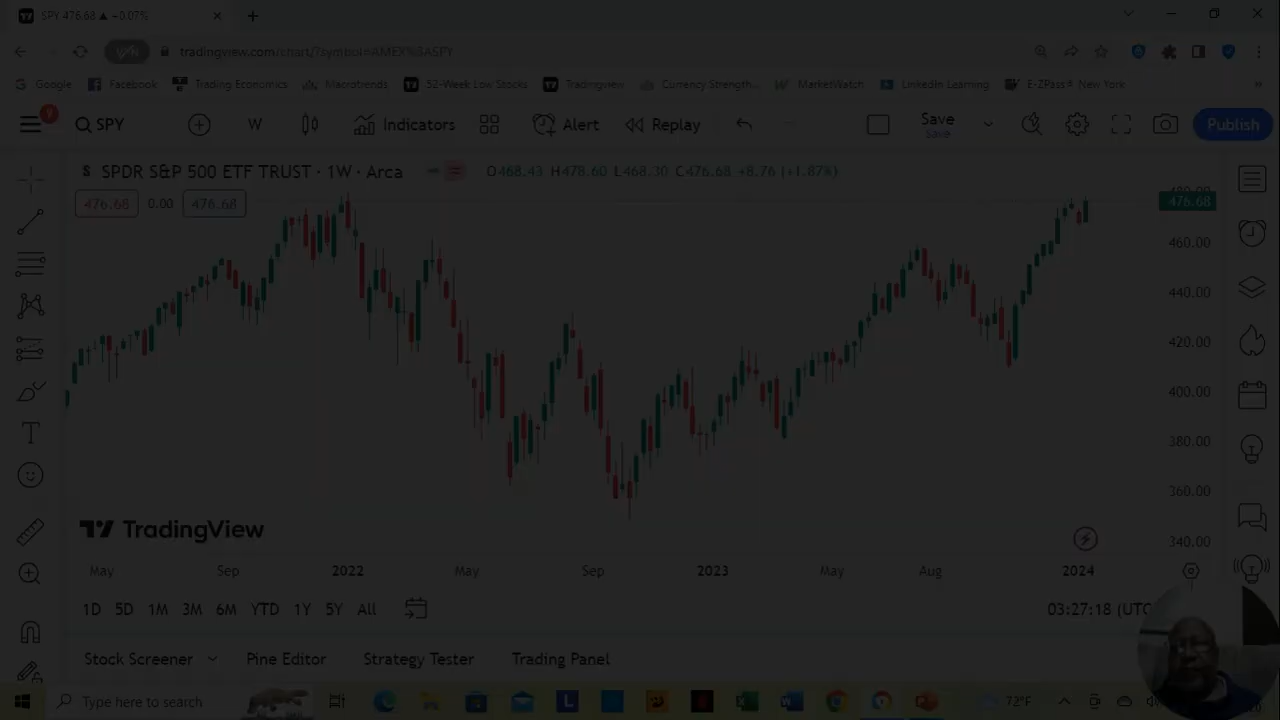 SPY 476.68 ▲ +0.07%
tradingview.com/chart/?symbol=AMEX%3ASPY
Google Facebook Trading Economics Macrotrends 52-Week Low Stocks Tradingview Currency Strength... MarketWatch LinkedIn Learning E-ZPass® New York
9
SPY W Indicators Alert Replay Save Publish
Save
S SPDR S&P 500 ETF TRUST · 1W · Arca O468.43 H478.60 L468.30 C476.68 +8.76 (+1.87%)
476.68 0.00 476.68
480.00
476.68
460.00
440.00
420.00
400.00
380.00
360.00
340.00
TradingView
May Sep 2022 May Sep 2023 May Aug 2024
1D 5D 1M 3M 6M YTD 1Y 5Y All 03:27:18 (UTC
Stock Screener Pine Editor Strategy Tester Trading Panel
Type here to search 72°F